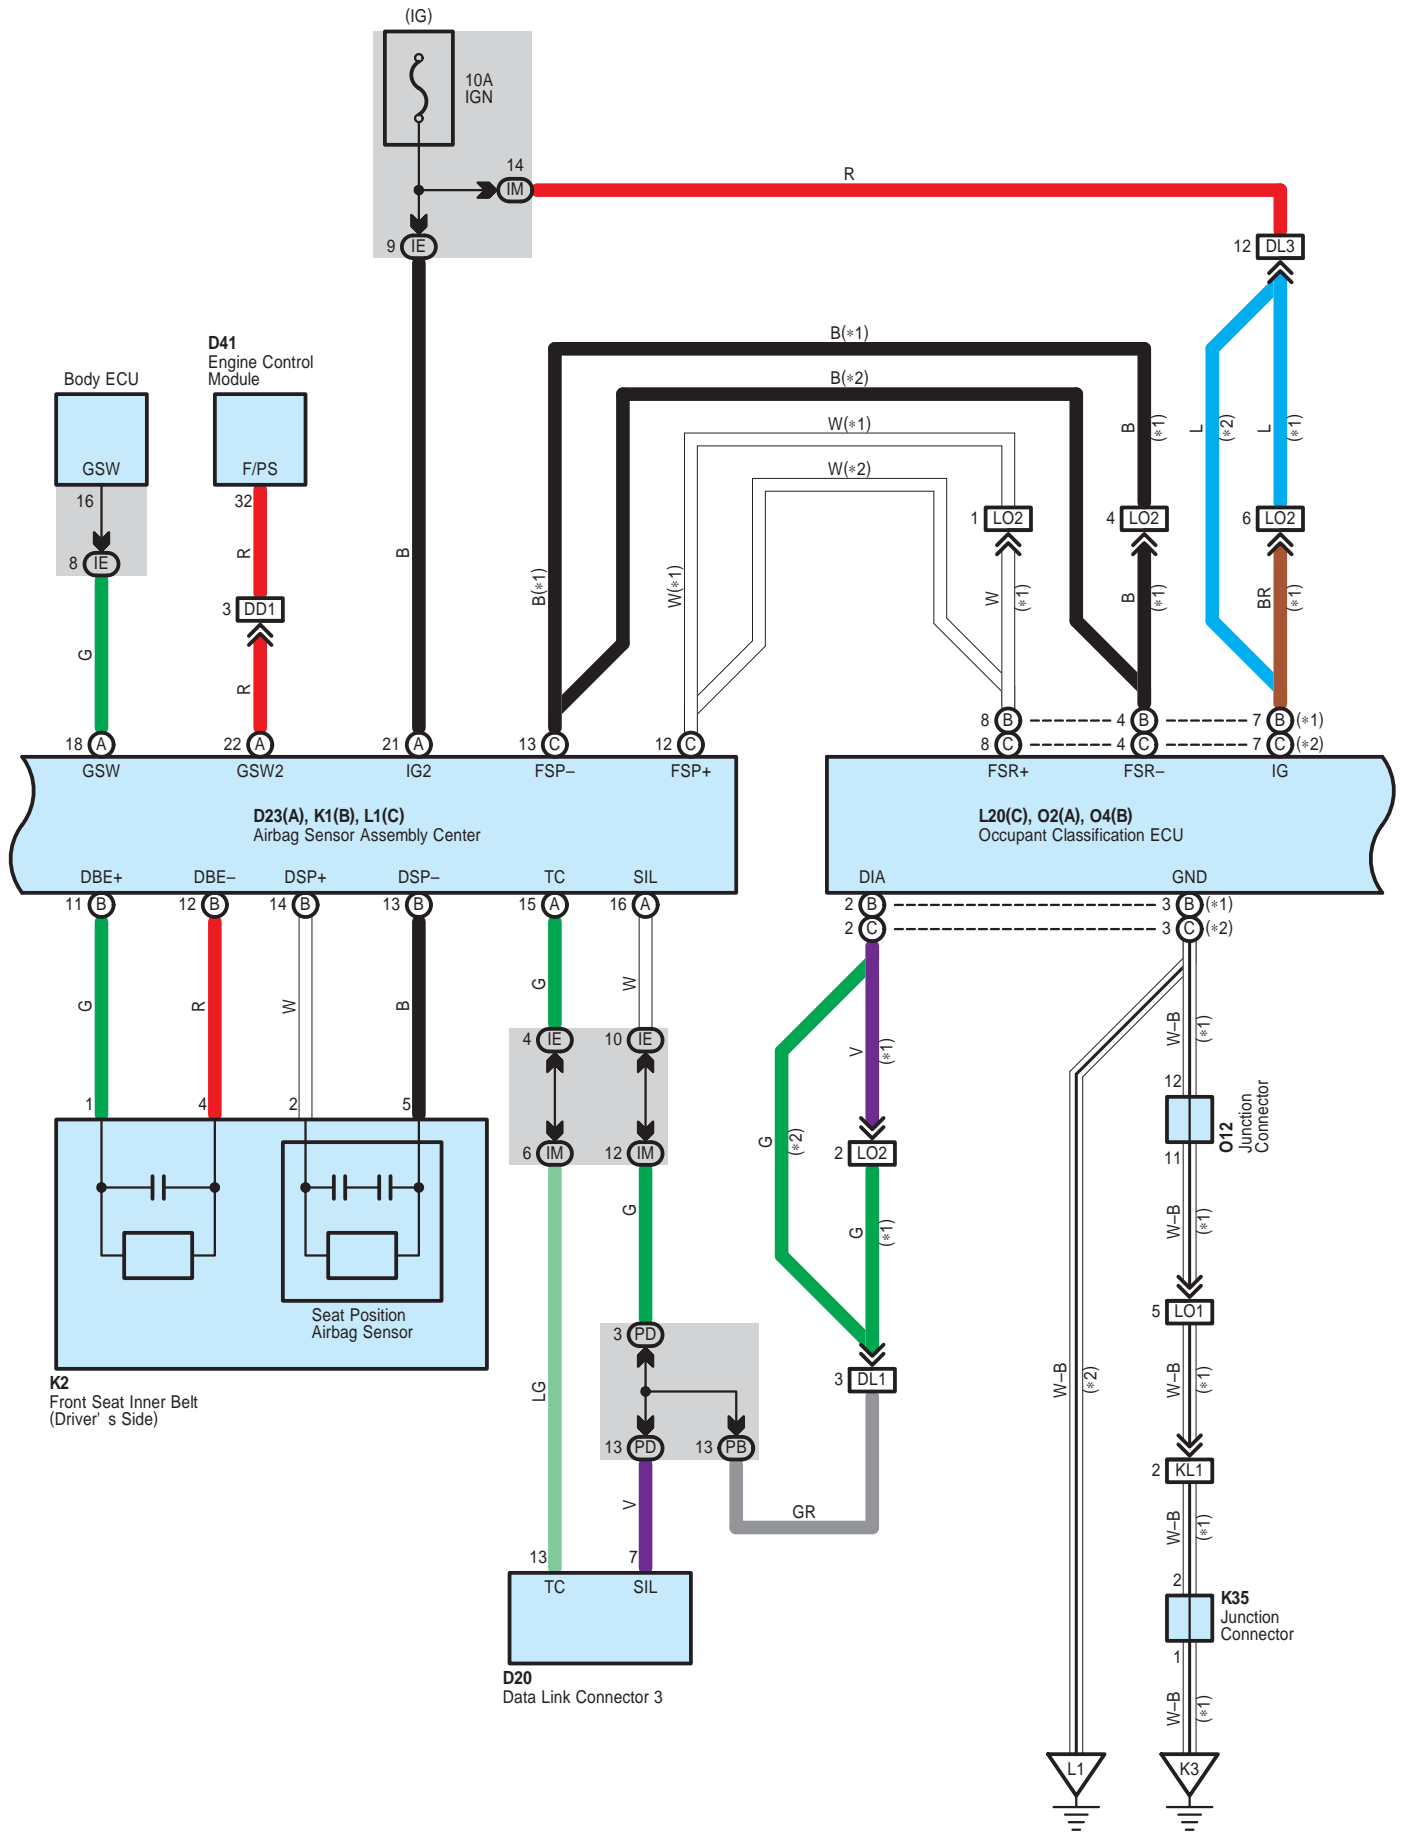 (IG)
10A
IGN
14
IM
R
9 IE
12 DL3
D41
Engine Control
Module
Body ECU
B(*1)
B(*2)
W(*1)
W(*2)
B
(*1)
L
(*2)
L
(*1)
GSW
F/PS
16
32
8 IE
R
B
1 LO2
4 LO2
6 LO2
3 DD1
B(*1)
W(*1)
W
(*1)
B
(*1)
BR
(*1)
G
R
8 B
4 B
7 B (*1)
18 A
22 A
21 A
13 C
12 C
8 C
4 C
7 C (*2)
GSW
GSW2
IG2
FSP–
FSP+
FSR+
FSR–
IG
D23(A), K1(B), L1(C)
Airbag Sensor Assembly Center
L20(C), O2(A), O4(B)
Occupant Classification ECU
DBE+
DBE–
DSP+
DSP–
TC
SIL
DIA
GND
11 B
12 B
14 B
13 B
15 A
16 A
2 B
3 B (*1)
2 C
3 C (*2)
G
R
W
B
G
W
V
(*1)
W–B
(*1)
4 IE
10 IE
1
4
2
5
12
O12
Junction
Connector
11
6 IM
12 IM
G
(*2)
2 LO2
G
G
(*1)
W–B
(*1)
5 LO1
Seat Position
Airbag Sensor
3 PD
K2
Front Seat Inner Belt
(Driver' s Side)
LG
3 DL1
W–B
(*2)
W–B
(*1)
13 PD
13 PB
2 KL1
V
GR
W–B
(*1)
13
7
TC
SIL
2
K35
Junction
Connector
1
D20
Data Link Connector 3
W–B
(*1)
L1
K3